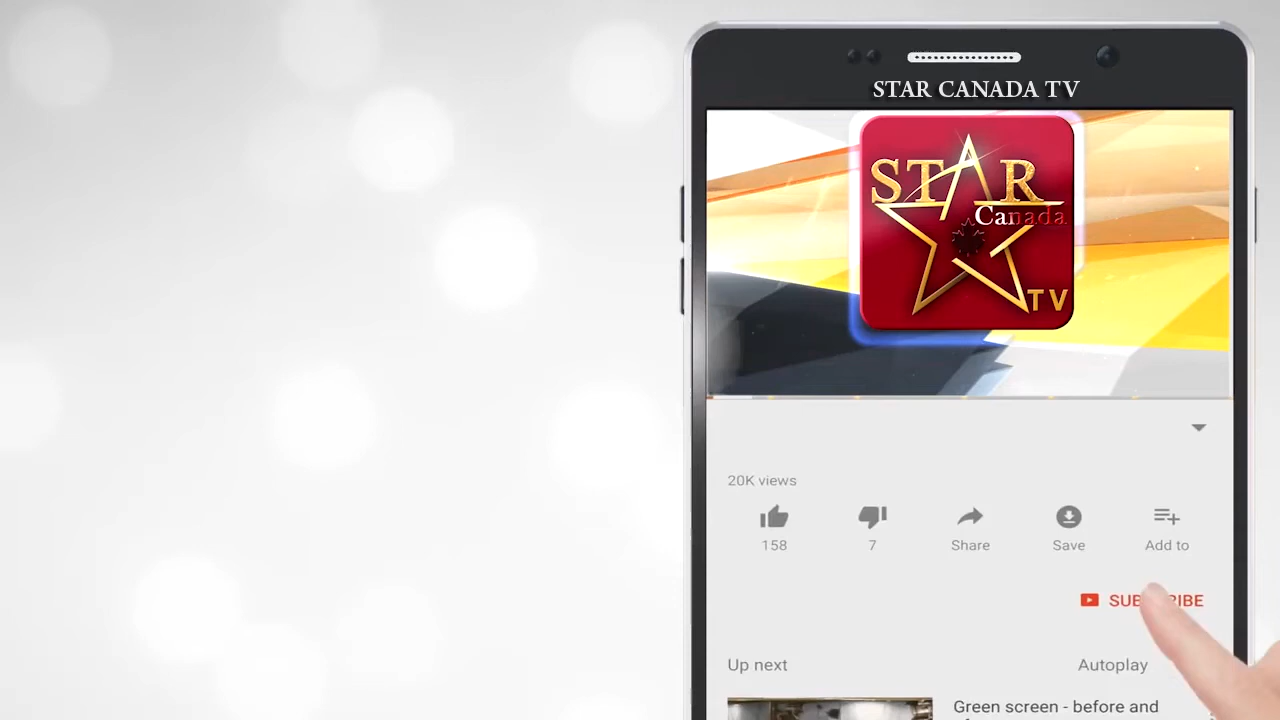 STAR CANADA TV
STAR
Canada
TV
20K views
158
7
Share
Save
Add to
SUBSCRIBE
Up next
Autoplay
Green screen - before and